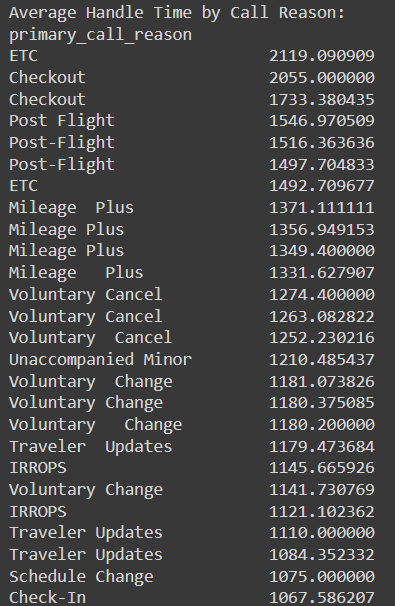 Average Handle Time by Call Reason:
primary_call_reason
ETC                        2119.090909
Checkout                   2055.000000
Checkout                   1733.380435
Post Flight                1546.970509
Post-Flight                1516.363636
Post-Flight                1497.704833
ETC                        1492.709677
Mileage  Plus              1371.111111
Mileage Plus               1356.949153
Mileage Plus               1349.400000
Mileage   Plus             1331.627907
Voluntary Cancel           1274.400000
Voluntary Cancel           1263.082822
Voluntary  Cancel          1252.230216
Unaccompanied Minor        1210.485437
Voluntary  Change          1181.073826
Voluntary Change           1180.375085
Voluntary   Change         1180.200000
Traveler  Updates          1179.473684
IRROPS                     1145.665926
Voluntary Change           1141.730769
IRROPS                     1121.102362
Traveler Updates           1110.000000
Traveler Updates           1084.352332
Schedule Change            1075.000000
Check-In                   1067.586207